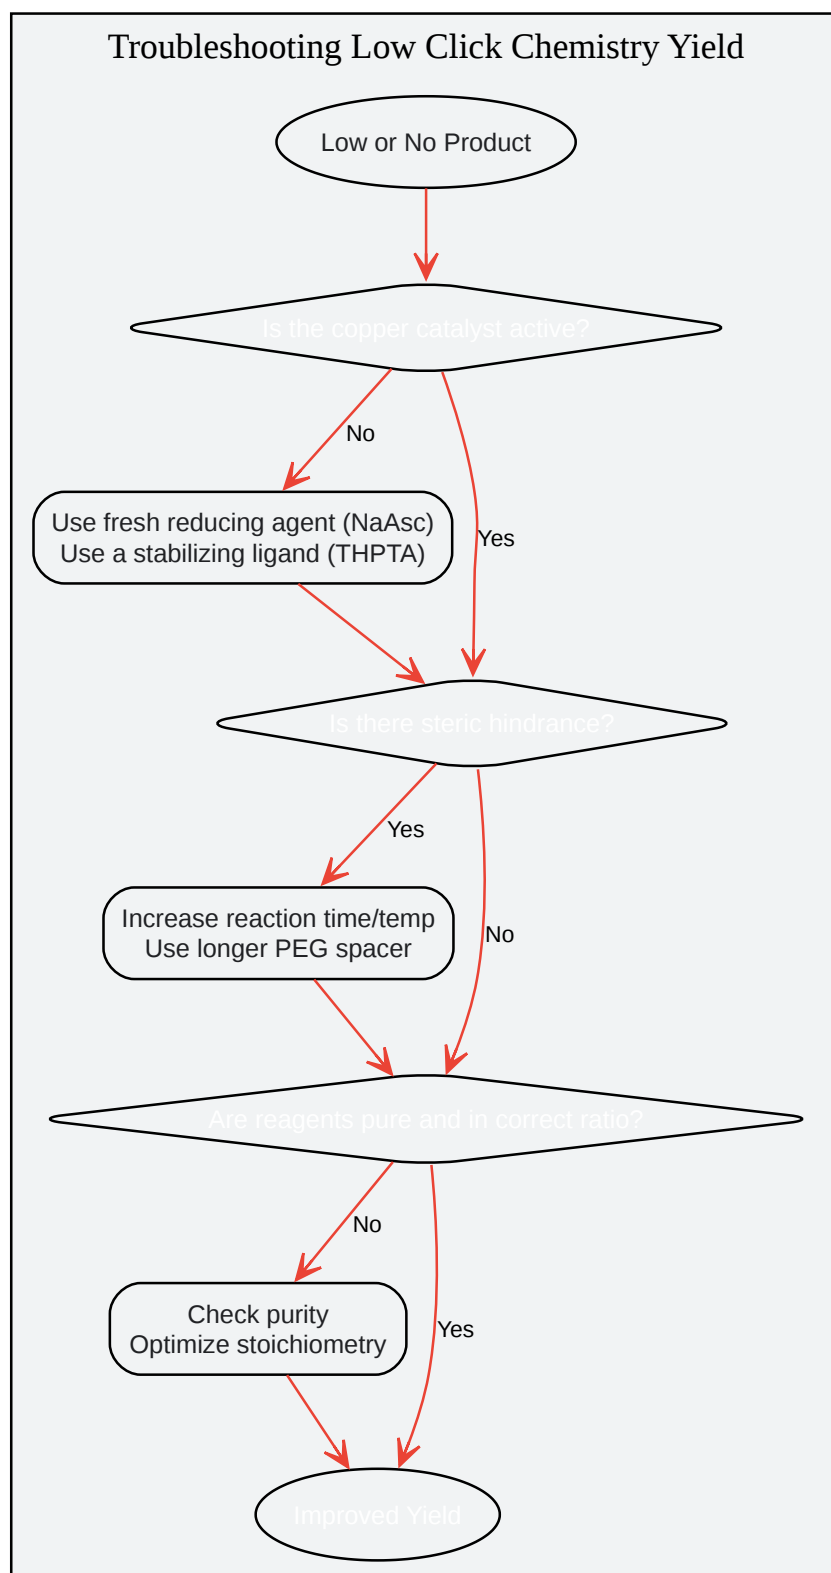 Troubleshooting Low Click Chemistry Yield
Low or No Product
Is the copper catalyst active?
No
Use fresh reducing agent (NaAsc)
Use a stabilizing ligand (THPTA)
Yes
Is there steric hindrance?
Yes
Increase reaction time/temp
Use longer PEG spacer
No
Are reagents pure and in correct ratio?
No
Check purity
Optimize stoichiometry
Yes
Improved Yield